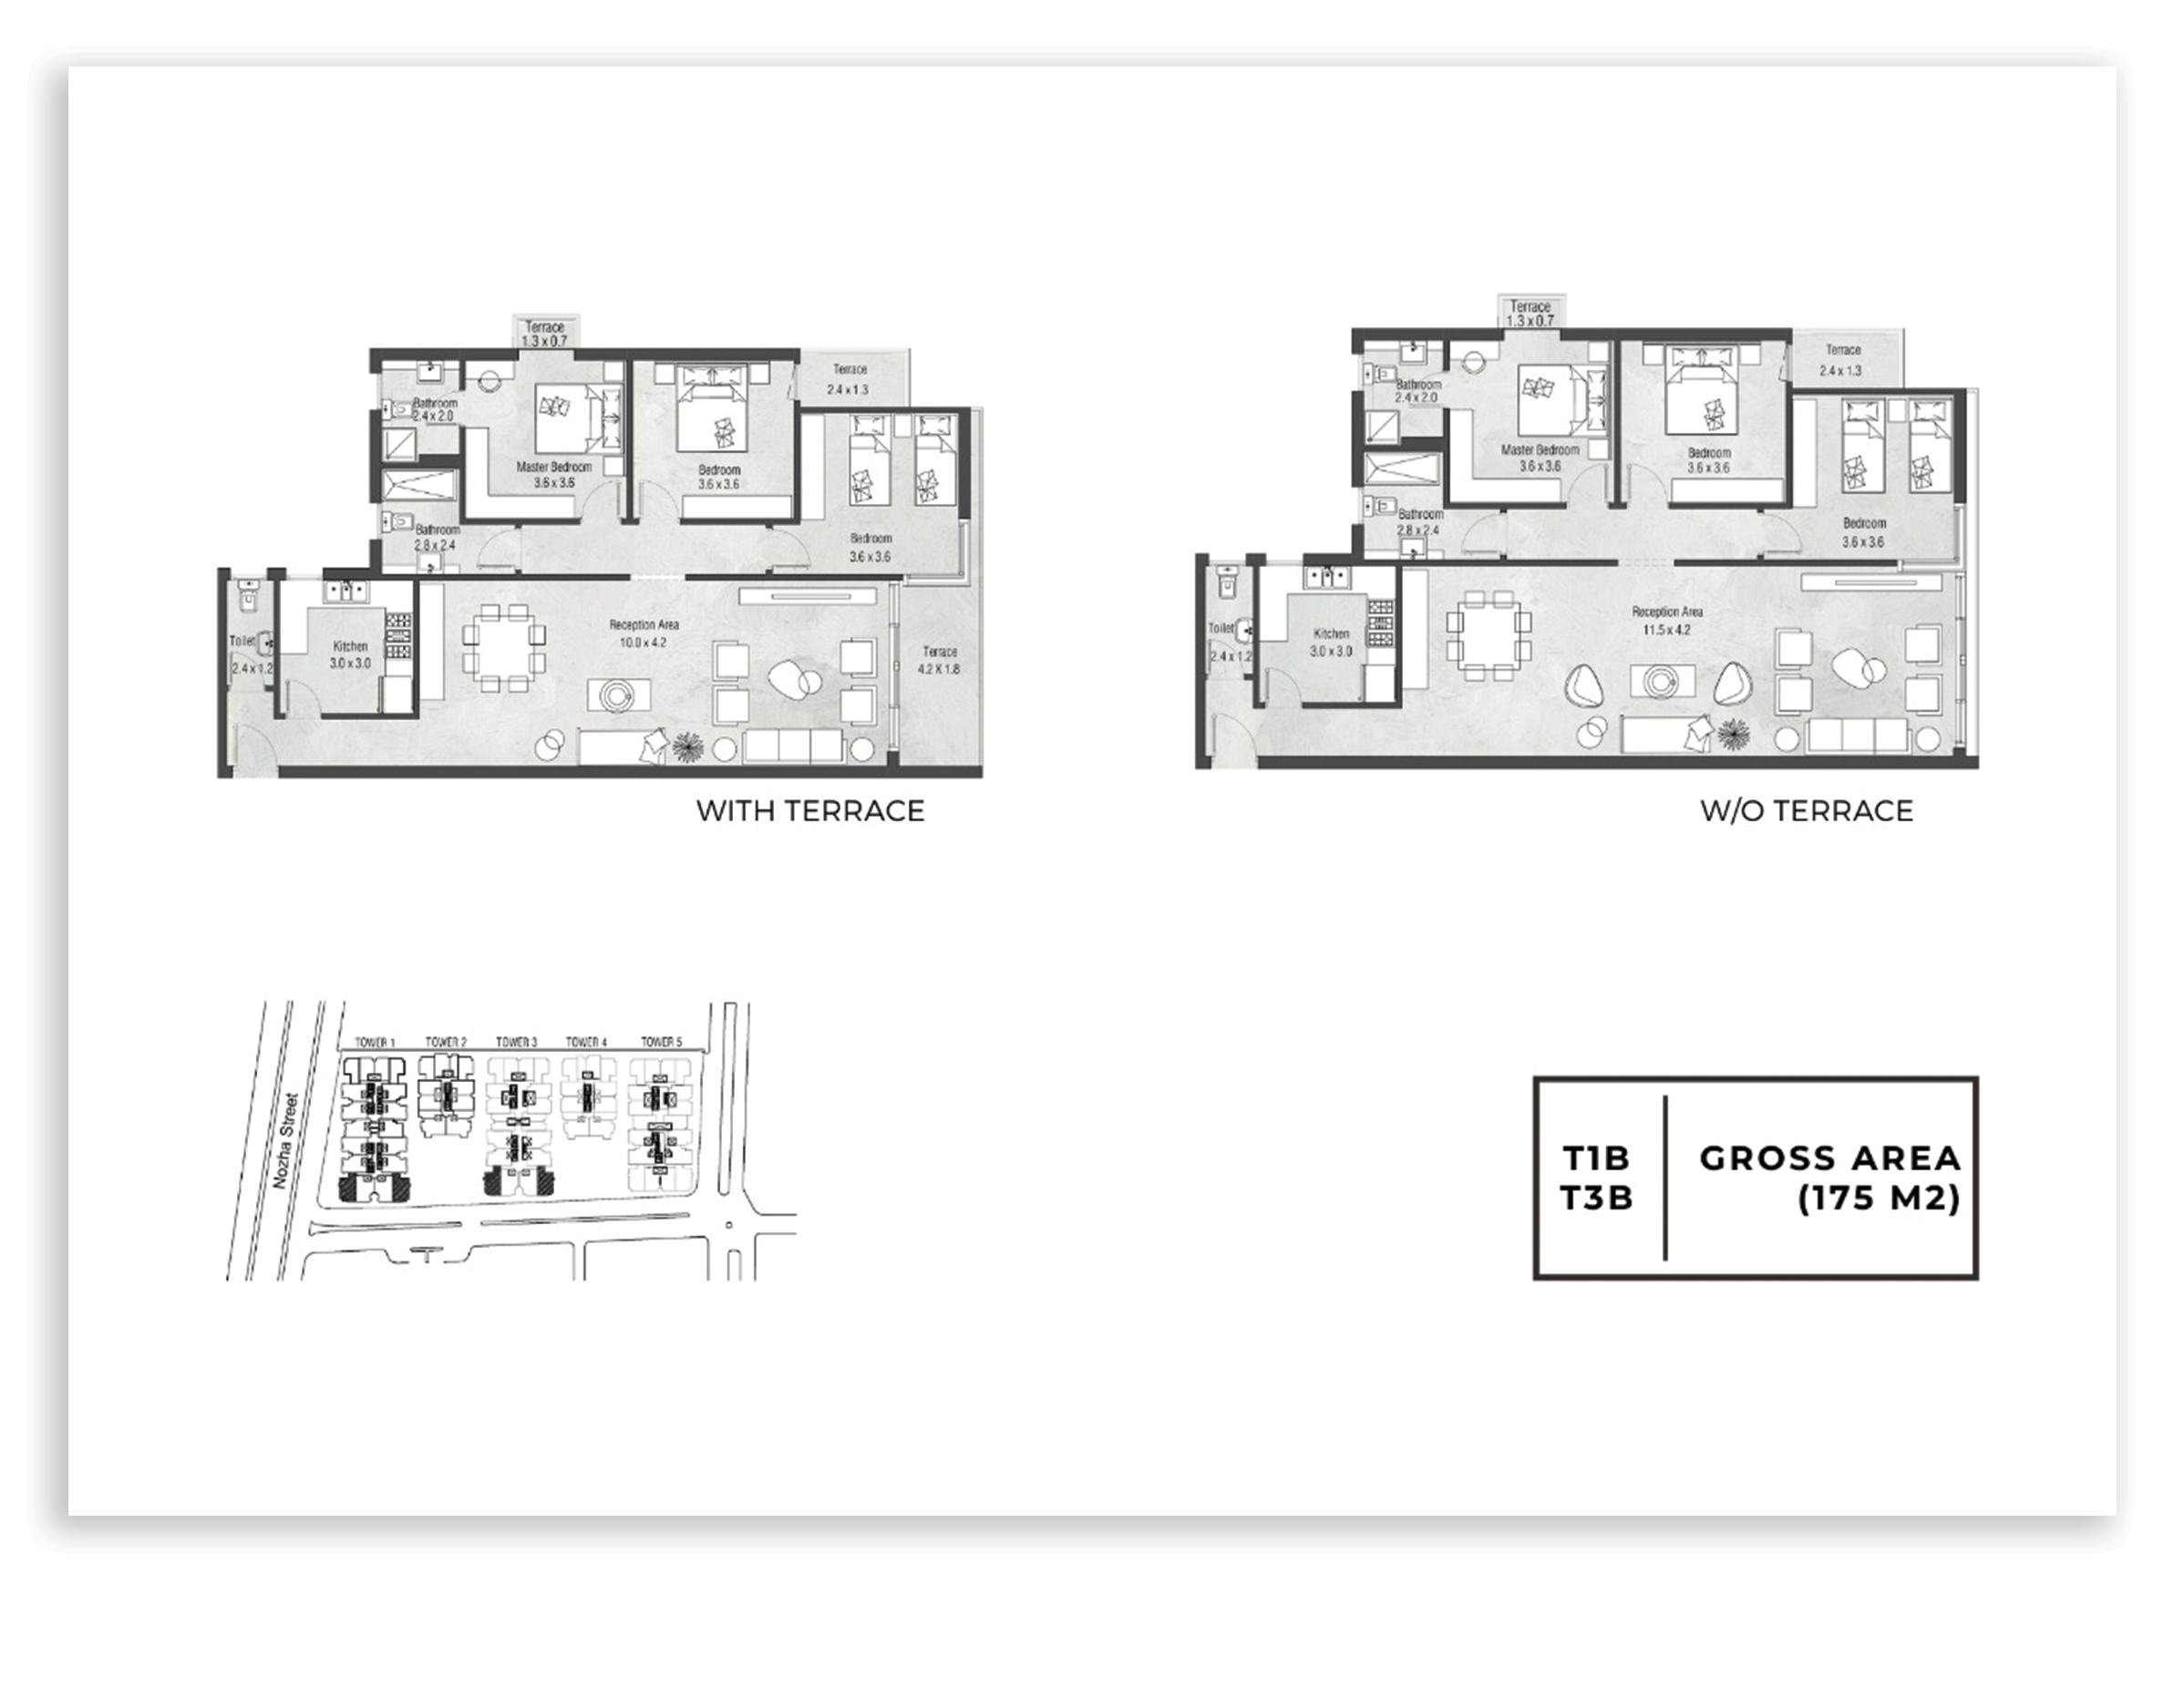 Terrace
1.3 x 0.7
Terrace
2.4 x 1.3
Bathroom
2.4 x 2.0
Master Bedroom
3.6 x 3.6
Bedroom
3.6 x 3.6
Bathroom
2.8 x 2.4
Bedroom
3.6 x 3.6
Toilet
2.4 x 1.2
Kitchen
3.0 x 3.0
Reception Area
10.0 x 4.2
Terrace
4.2 X 1.8
WITH TERRACE
Terrace
1.3 x 0.7
Terrace
2.4 x 1.3
Bathroom
2.4 x 2.0
Master Bedroom
3.6 x 3.6
Bedroom
3.6 x 3.6
Bathroom
2.8 x 2.4
Bedroom
3.6 x 3.6
Toilet
2.4 x 1.2
Kitchen
3.0 x 3.0
Reception Area
11.5 x 4.2
W/O TERRACE
TOWER 1
TOWER 2
TOWER 3
TOWER 4
TOWER 5
Nozha Street
T1B
T3B
GROSS AREA
(175 M2)